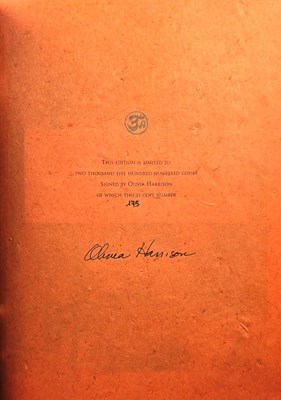 ॐ
This edition is limited to
two thousand five hundred numbered copies
Signed by Olivia Harrison
of which this is copy number
175
Olivia Harrison